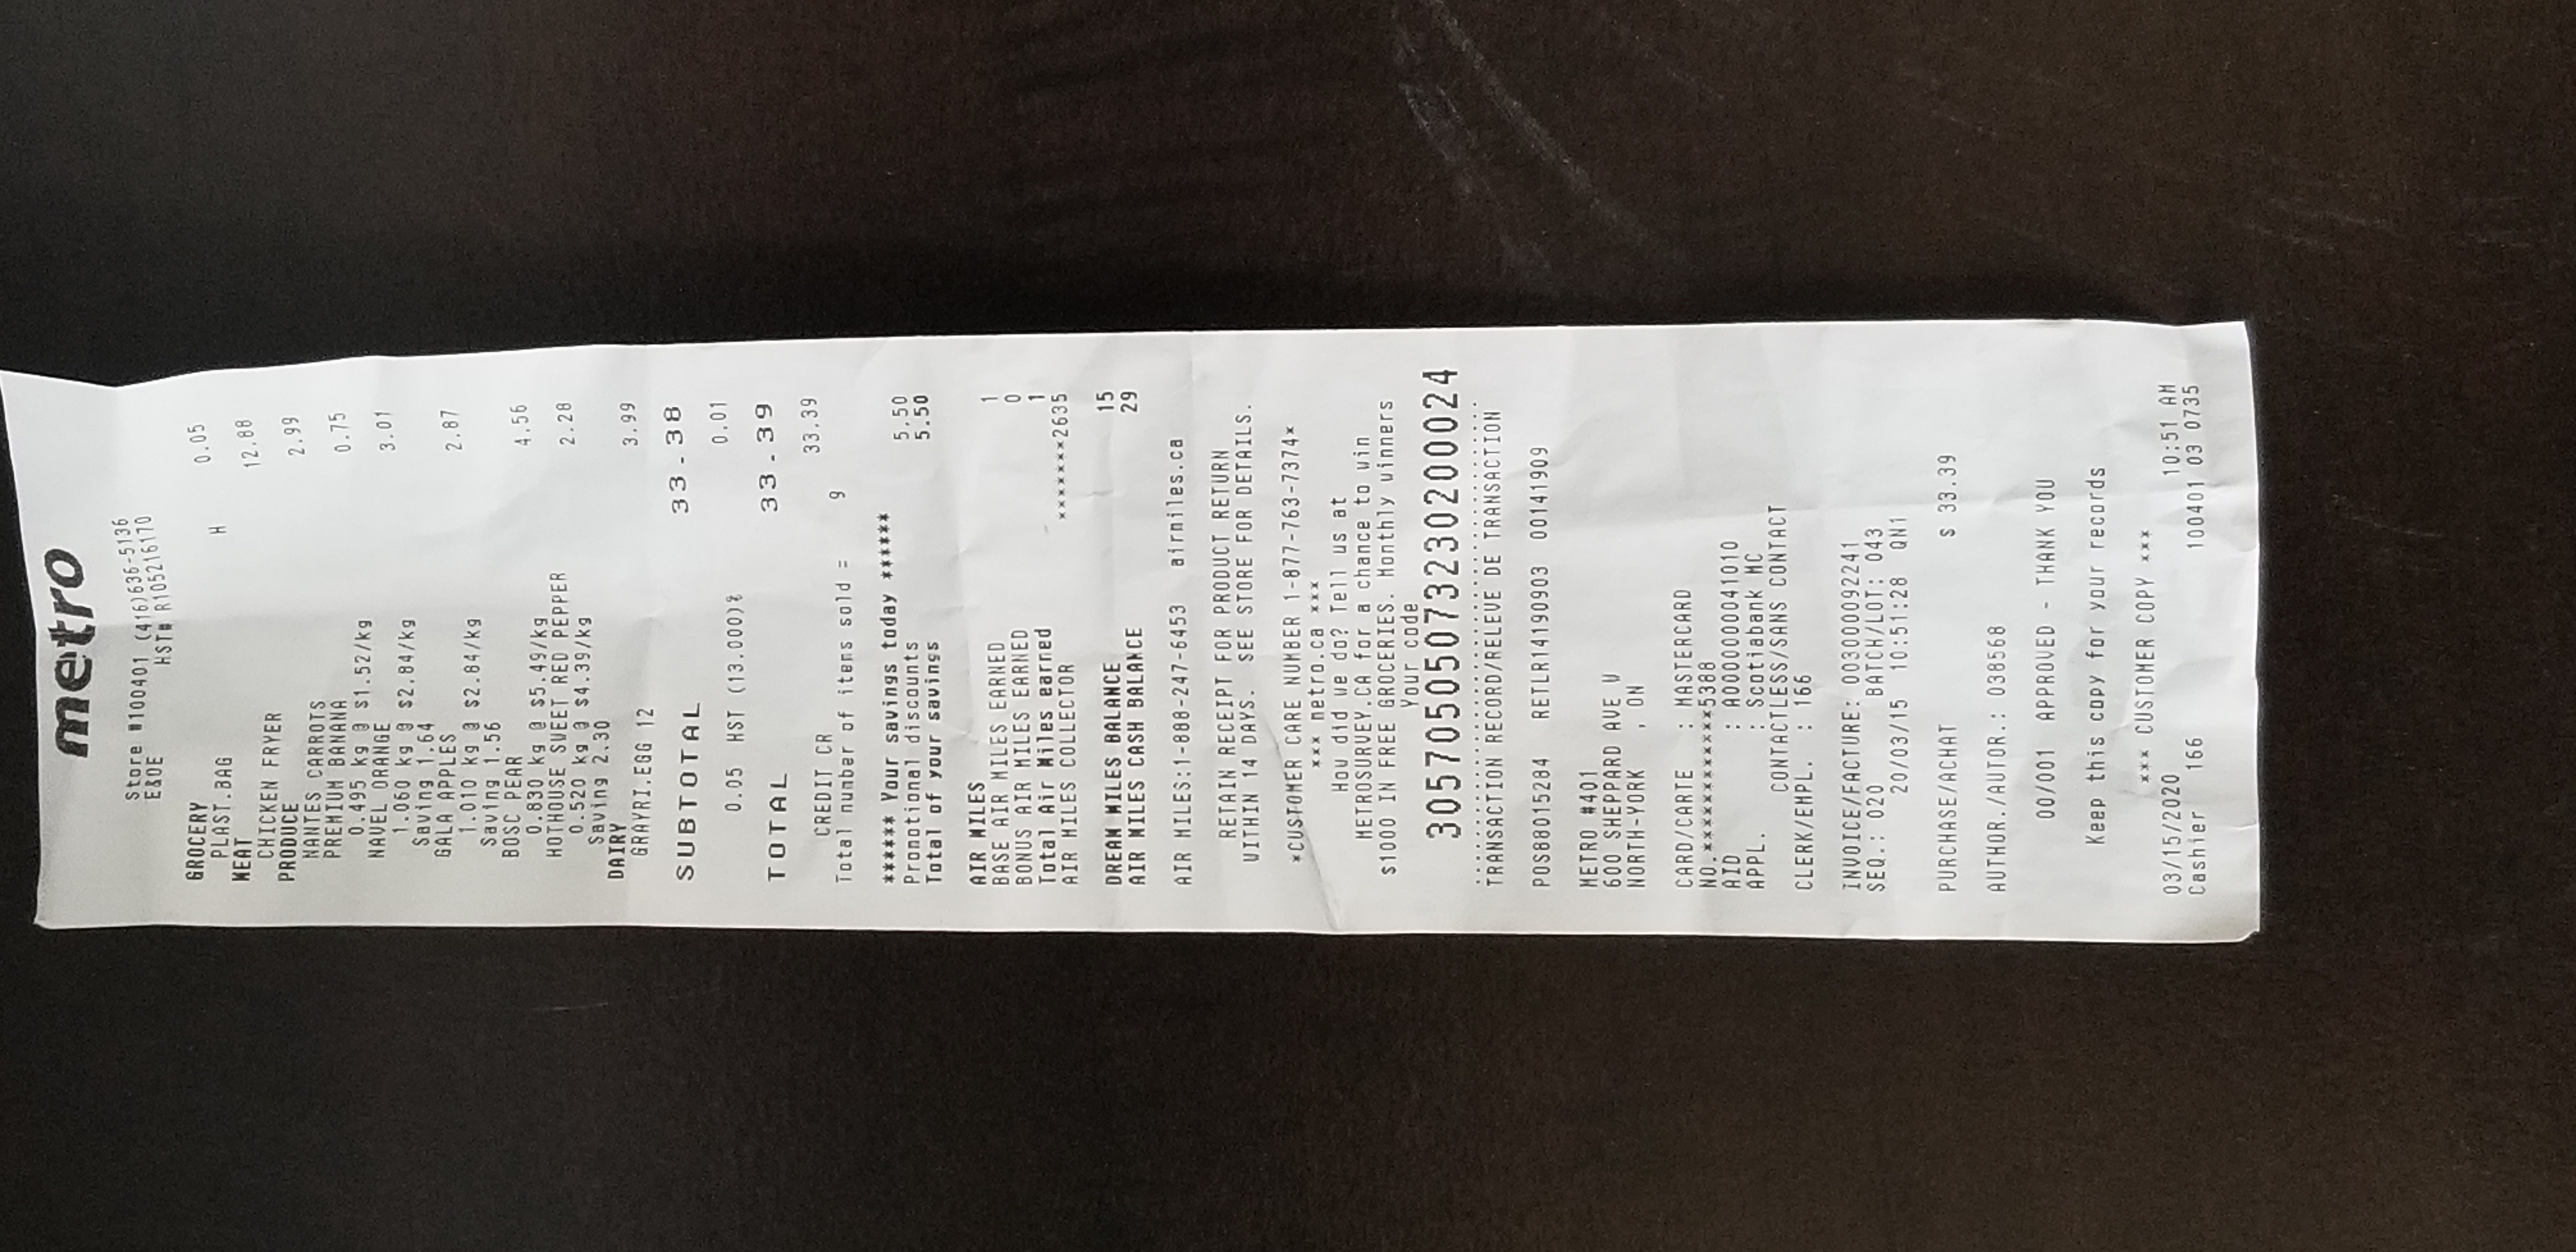 metro
Store #100401 (416)636-5136
E&OE HST# R105216170
GROCERY
PLAST.BAG H 0.05
MEAT
CHICKEN FRYER 12.88
PRODUCE
NANTES CARROTS 2.99
PREMIUM BANANA
0.495 kg @ $1.52/kg 0.75
NAVEL ORANGE
1.060 kg @ $2.84/kg 3.01
Saving 1.64
GALA APPLES
1.010 kg @ $2.84/kg 2.87
Saving 1.56
BOSC PEAR
0.830 kg @ $5.49/kg 4.56
HOTHOUSE SWEET RED PEPPER
0.520 kg @ $4.39/kg 2.28
Saving 2.30
DAIRY
GRAYRI.EGG 12 3.99
SUBTOTAL 33.38
0.05 HST (13.000)% 0.01
TOTAL 33.39
CREDIT CR 33.39
Total number of items sold = 9
****** Your savings today ******
Promotional discounts 5.50
Total of your savings 5.50
AIR MILES
BASE AIR MILES EARNED 1
BONUS AIR MILES EARNED 0
Total Air Miles earned 1
AIR MILES COLLECTOR *******2635
DREAM MILES BALANCE 15
AIR MILES CASH BALANCE 29
AIR MILES:1-888-247-6453 airmiles.ca
RETAIN RECEIPT FOR PRODUCT RETURN
WITHIN 14 DAYS. SEE STORE FOR DETAILS.
*CUSTOMER CARE NUMBER 1-877-763-7374*
*** metro.ca ***
How did we do? Tell us at
METROSURVEY.CA for a chance to win
$1000 IN FREE GROCERIES. Monthly winners
Your code
30570505073230200024
.........................................
TRANSACTION RECORD/RELEVE DE TRANSACTION
POS88015284 RETLR14190903 00141909
METRO #401
600 SHEPPARD AVE W
NORTH-YORK , ON
CARD/CARTE : MASTERCARD
NO.************5388
AID : A0000000041010
APPL. : Scotiabank MC
CONTACTLESS/SANS CONTACT
CLERK/EMPL. : 166
INVOICE/FACTURE: 003000092241
SEQ.: 020 BATCH/LOT: 043
20/03/15 10:51:28 QN1
PURCHASE/ACHAT $ 33.39
AUTHOR./AUTOR.: 038568
00/001 APPROVED - THANK YOU
Keep this copy for your records
*** CUSTOMER COPY ***
03/15/2020 10:51 AM
Cashier 166 100401 03 0735